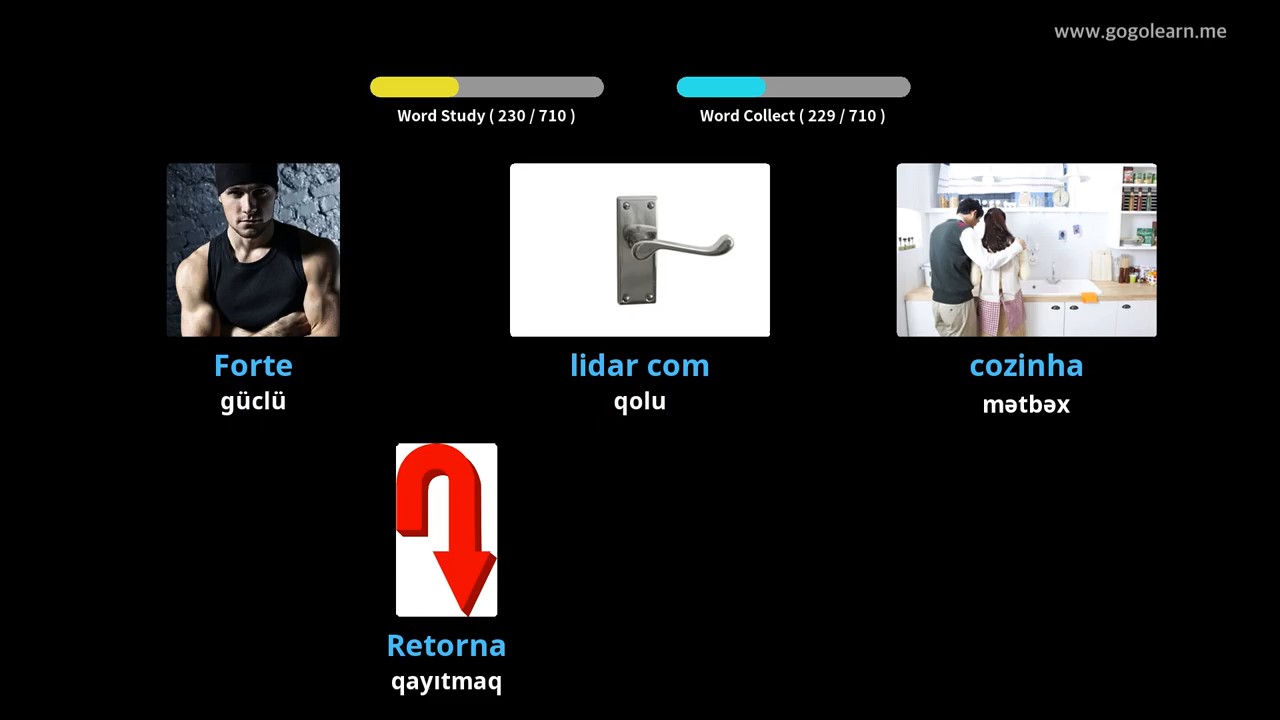 www.gogolearn.me
Word Study ( 230 / 710 )
Word Collect ( 229 / 710 )
Forte
güclü
lidar com
qolu
cozinha
mətbəx
Retorna
qayıtmaq